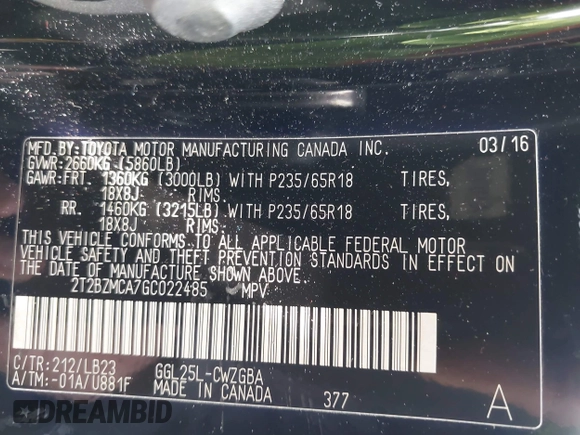 MFD.BY:TOYOTA MOTOR MANUFACTURING CANADA INC. 03/16
GVWR:2660KG (5860LB)
GAWR:FRT. 1360KG (3000LB) WITH P235/65R18 TIRES,
18X8J RIMS.
RR. 1460KG (3215LB) WITH P235/65R18 TIRES,
18X8J RIMS.
THIS VEHICLE CONFORMS TO ALL APPLICABLE FEDERAL MOTOR
VEHICLE SAFETY AND THEFT PREVENTION STANDARDS IN EFFECT ON
THE DATE OF MANUFACTURE SHOWN ABOVE.
2T2BZMCA7GC022485 MPV
C/TR:212/LB23 GGL25L-CWZGBA
A/TM:-01A/U881F MADE IN CANADA 377 A
DREAMBID